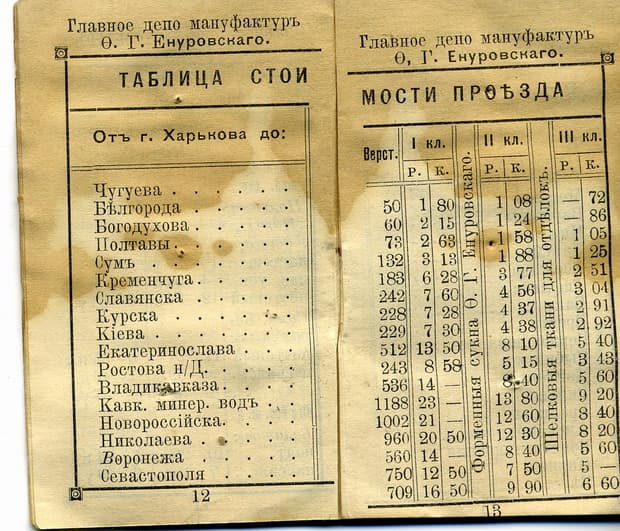 Главное депо мануфактуръ
Ѳ. Г. Енуровскаго.
ТАБЛИЦА СТОИ
Отъ г. Харькова до:
Чугуева . . . . . .
Бѣлгорода . . . . .
Богодухова . . . . .
Полтавы . . . . . .
Сумъ . . . . . . .
Кременчуга . . . . .
Славянска . . . . .
Курска . . . . . .
Кіева . . . . . . .
Екатеринослава . . .
Ростова н/Д. . . . .
Владикавказа . . . .
Кавк. минер. водъ . .
Новороссійска . . . .
Николаева . . . . .
Воронежа . . . . .
Севастополя . . . .
12
Главное депо мануфактуръ
Ѳ, Г. Енуровскаго.
МОСТИ ПРОѢЗДА
Верст. I кл. II кл. III кл.
Р. К. Р. К. Р. К.
50 1 80 1 08 — 72
60 2 15 1 24 — 86
73 2 63 1 58 1 05
132 3 13 1 88 1 25
183 6 28 3 77 2 51
242 7 60 4 56 3 04
228 7 28 4 37 2 91
229 7 30 4 38 2 92
512 13 50 8 10 5 40
243 8 58 5 15 3 43
536 14 — 8 40 5 60
1188 23 — 13 80 9 20
1002 21 — 12 60 8 40
960 20 50 12 30 8 20
560 14 — 8 40 5 60
750 12 50 7 50 5 —
709 16 50 9 90 6 60
Форменныя сукна Ѳ. Г. Енуровскаго.
Шелковыя ткани для отдѣлокъ.
13